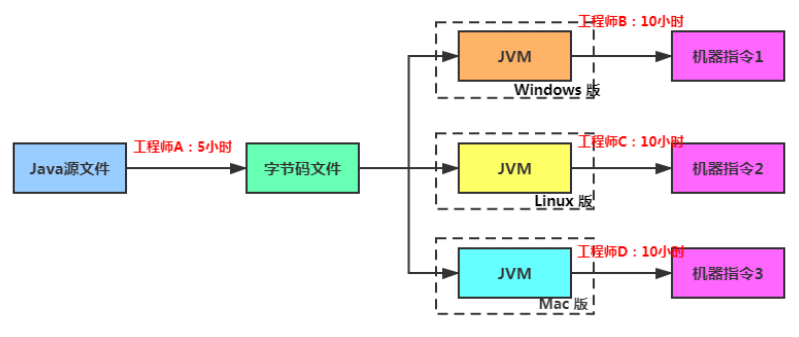 工程师B：10小时
JVM
机器指令1
Windows 版
工程师A：5小时
工程师C：10小时
Java源文件
字节码文件
JVM
机器指令2
Linux 版
工程师D：10小时
JVM
机器指令3
Mac 版